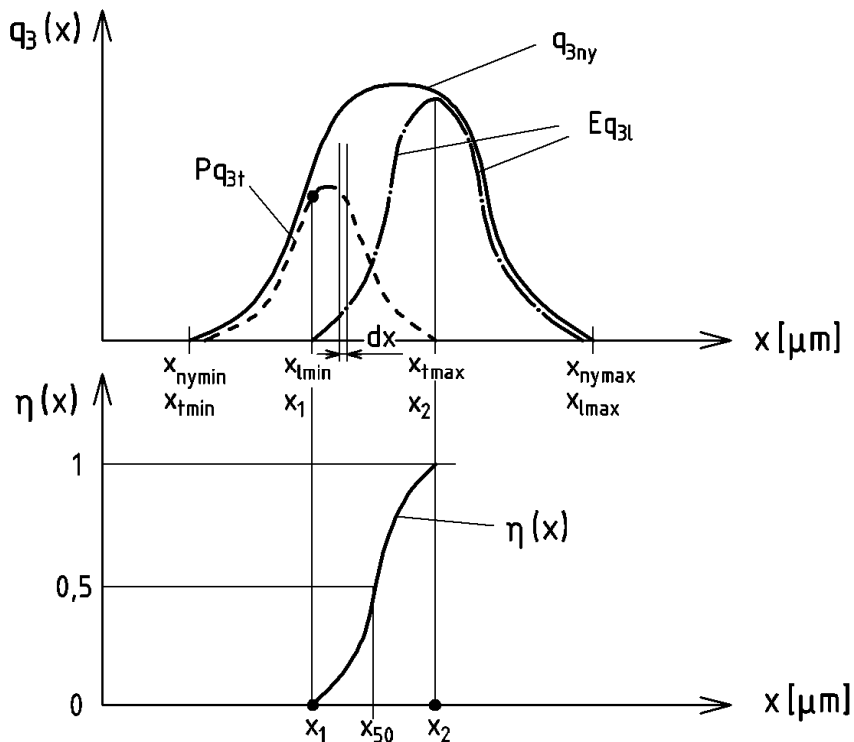 q₃(x)
q₃ny
Eq₃l
Pq₃t
dx
x [μm]
xnymin
xlmin
xtmax
xnymax
xtmin
x₁
x₂
xlmax
η(x)
1
η(x)
0,5
0
x₁
x₅₀
x₂
x [μm]